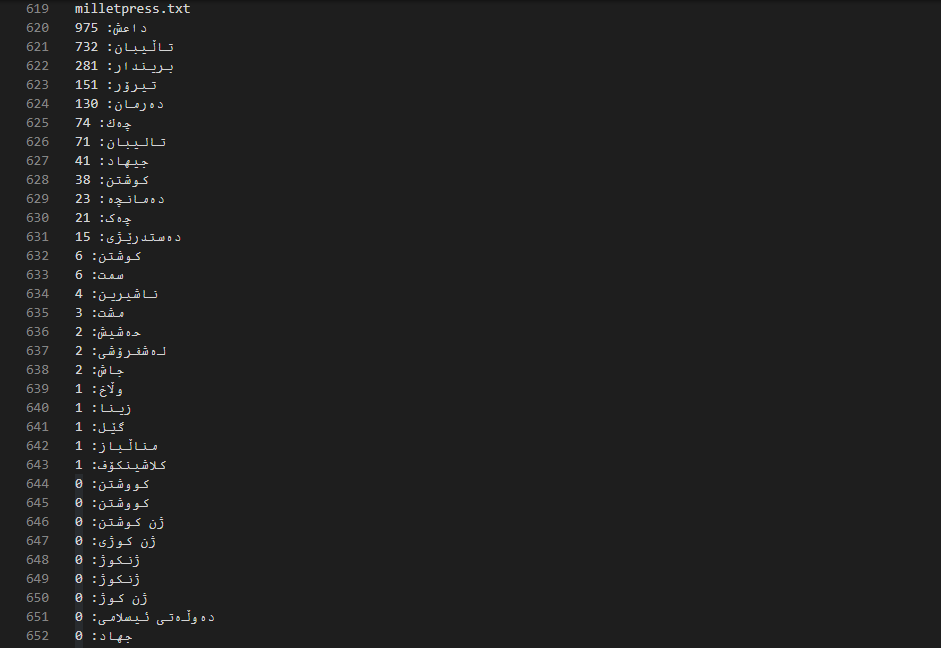 619 milletpress.txt
620 داعش: 975
621 تاڵیبان: 732
622 بریندار: 281
623 تیرۆر: 151
624 دەرمان: 130
625 چەك: 74
626 تالیبان: 71
627 جیهاد: 41
628 کوشتن: 38
629 دەمانچە: 23
630 چەک: 21
631 دەستدرێژی: 15
632 كوشتن: 6
633 سمت: 6
634 ناشیرین: 4
635 مشت: 3
636 حەشیش: 2
637 لەشفرۆشی: 2
638 جاش: 2
639 وڵاخ: 1
640 زینا: 1
641 گێل: 1
642 مناڵباز: 1
643 کلاشینکۆف: 1
644 کووشتن: 0
645 كووشتن: 0
646 ژن کوشتن: 0
647 ژن کوژی: 0
648 ژنکوژ: 0
649 ژنكوژ: 0
650 ژن کوژ: 0
651 دەوڵەتی ئیسلامی: 0
652 جهاد: 0